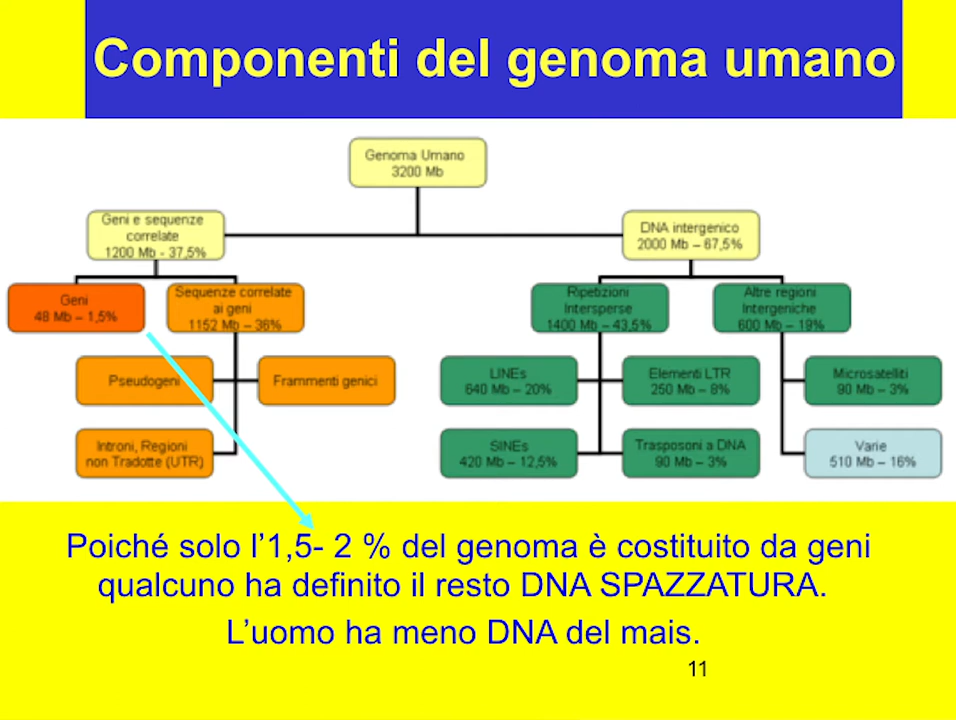 Componenti del genoma umano
Genoma Umano
3200 Mb
Geni e sequenze
correlate
1200 Mb - 37,5%
DNA intergenico
2000 Mb – 67,5%
Geni
48 Mb – 1,5%
Sequenze correlate
ai geni
1152 Mb – 36%
Ripetizioni
Intersperse
1400 Mb – 43,5%
Altre regioni
Intergeniche
600 Mb – 19%
Pseudogeni
Frammenti genici
LINEs
640 Mb – 20%
Elementi LTR
250 Mb – 8%
Microsatelliti
90 Mb – 3%
Introni, Regioni
non Tradotte (UTR)
SINEs
420 Mb – 12,5%
Trasposoni a DNA
90 Mb – 3%
Varie
510 Mb – 16%
Poiché solo l’1,5- 2 % del genoma è costituito da geni
qualcuno ha definito il resto DNA SPAZZATURA.
L’uomo ha meno DNA del mais.
11